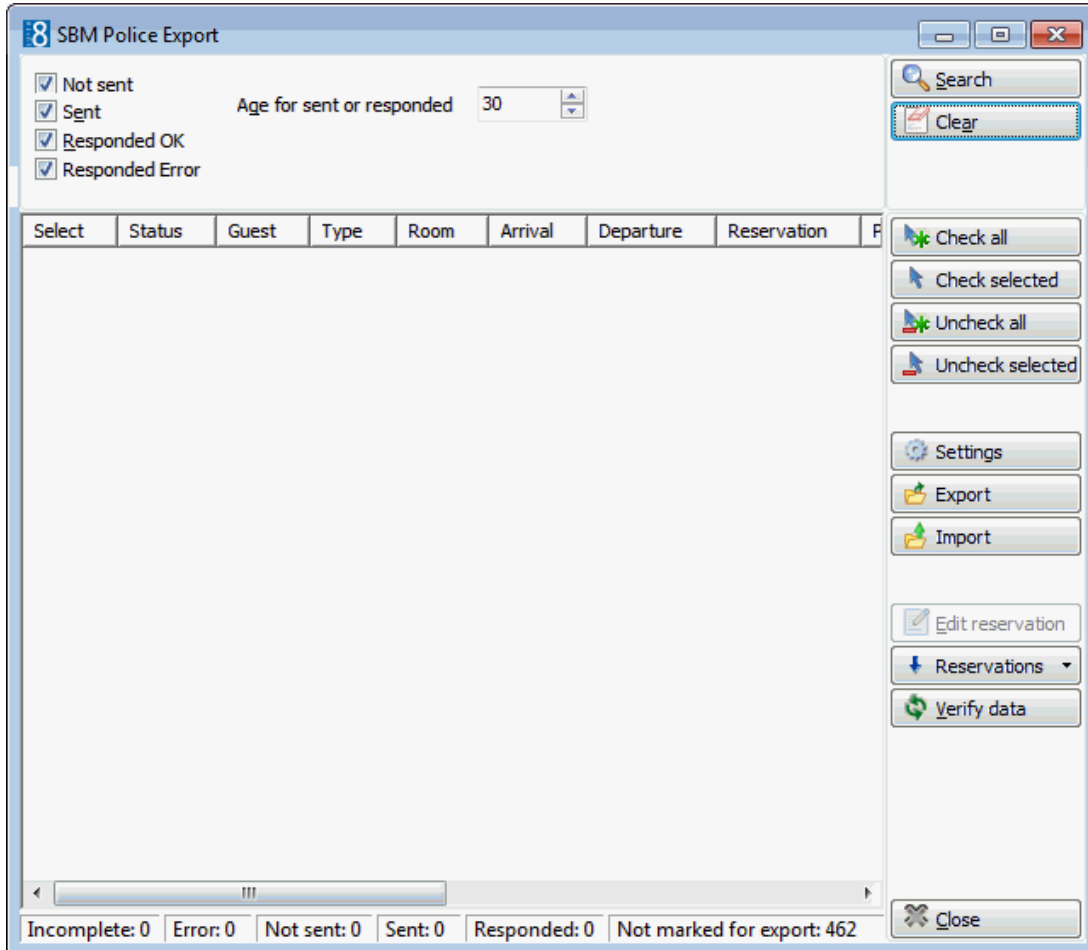 8 SBM Police Export
Not sent
Sent
Responded OK
Responded Error
Age for sent or responded 30
Search
Clear
Select Status Guest Type Room Arrival Departure Reservation
Check all
Check selected
Uncheck all
Uncheck selected
Settings
Export
Import
Edit reservation
Reservations
Verify data
Close
Incomplete: 0 Error: 0 Not sent: 0 Sent: 0 Responded: 0 Not marked for export: 462